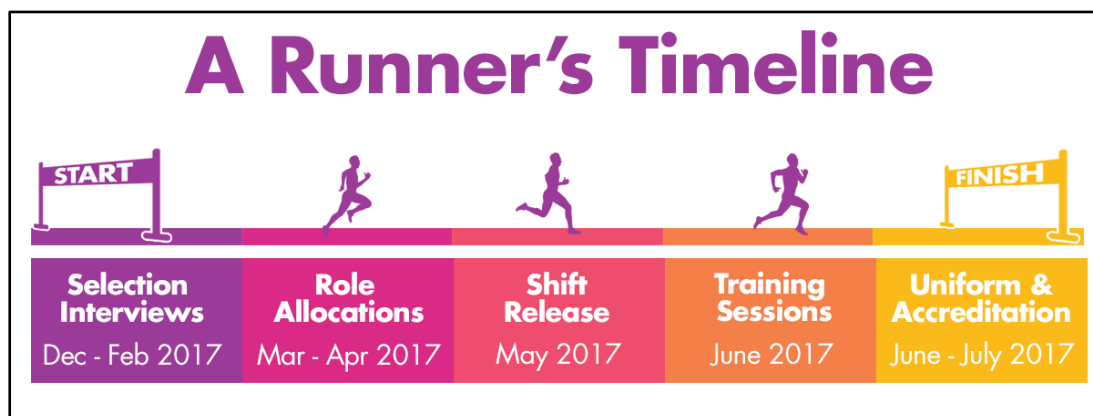 A Runner's Timeline
START
FINISH
Selection
Interviews
Dec - Feb 2017
Role
Allocations
Mar - Apr 2017
Shift
Release
May 2017
Training
Sessions
June 2017
Uniform &
Accreditation
June - July 2017